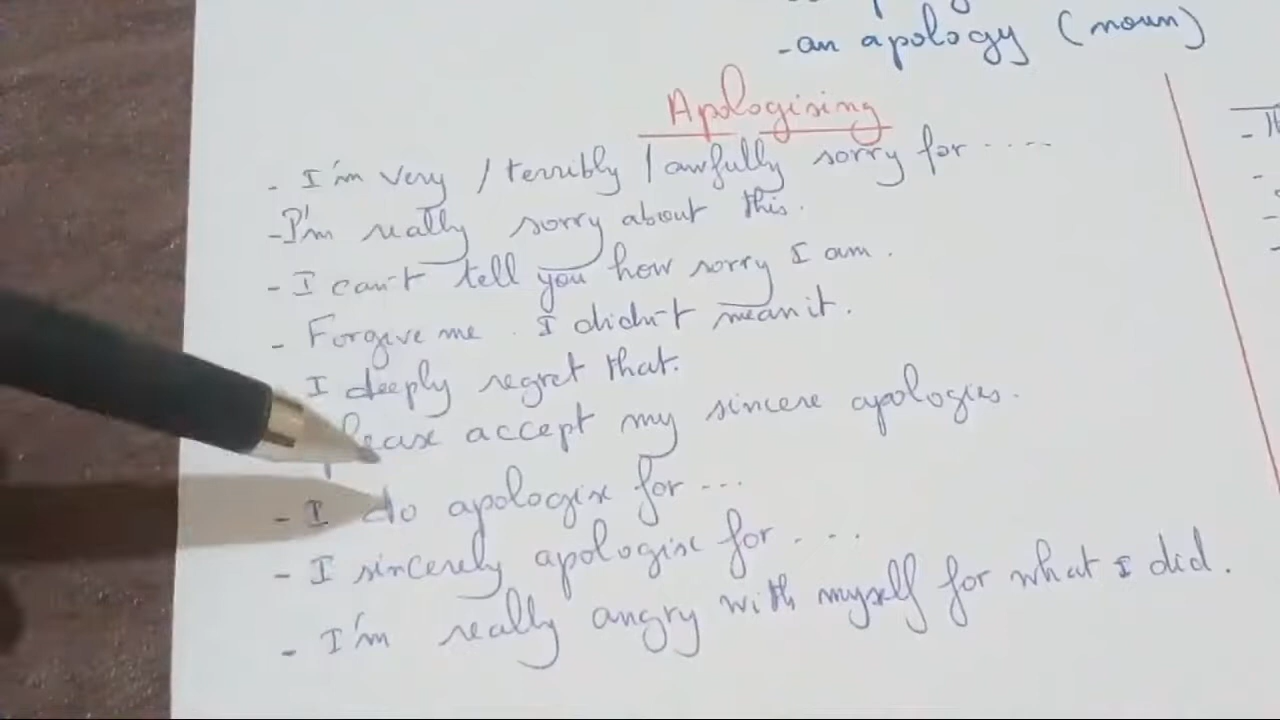 - an apology (noun)
Apologising
- I'm very / terribly / awfully sorry for ....
- I'm really sorry about this.
- I can't tell you how sorry I am.
- Forgive me. I didn't mean it.
I deeply regret that.
Please accept my sincere apologies.
- I do apologise for ...
- I sincerely apologise for ....
- I'm really angry with myself for what I did.